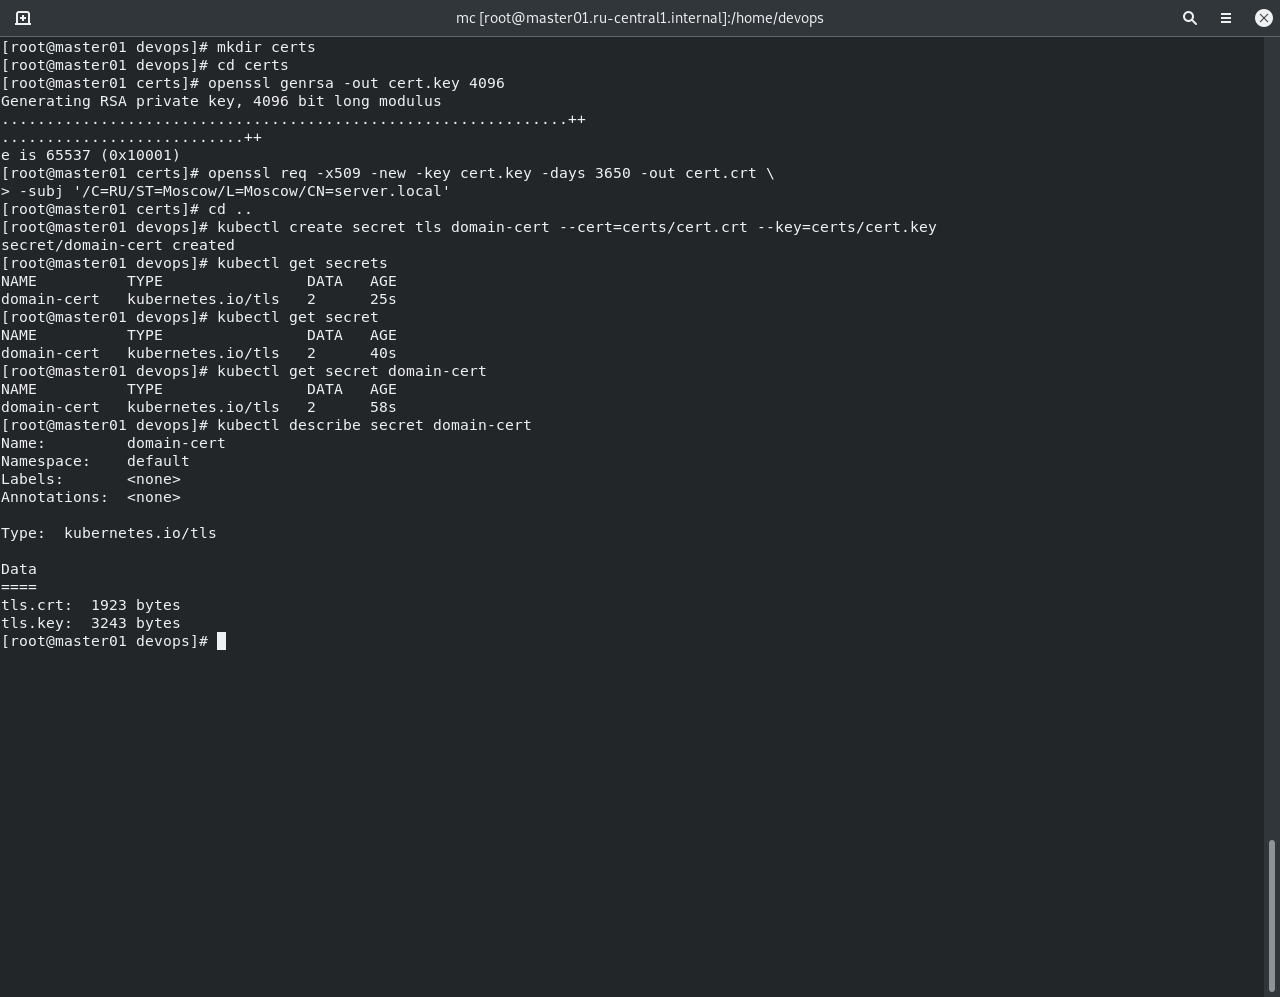 mc [root@master01.ru-central1.internal]:/home/devops
[root@master01 devops]# mkdir certs
[root@master01 devops]# cd certs
[root@master01 certs]# openssl genrsa -out cert.key 4096
Generating RSA private key, 4096 bit long modulus
...............................................................++
...........................++
e is 65537 (0x10001)
[root@master01 certs]# openssl req -x509 -new -key cert.key -days 3650 -out cert.crt \
> -subj '/C=RU/ST=Moscow/L=Moscow/CN=server.local'
[root@master01 certs]# cd ..
[root@master01 devops]# kubectl create secret tls domain-cert --cert=certs/cert.crt --key=certs/cert.key
secret/domain-cert created
[root@master01 devops]# kubectl get secrets
NAME          TYPE                DATA   AGE
domain-cert   kubernetes.io/tls   2      25s
[root@master01 devops]# kubectl get secret
NAME          TYPE                DATA   AGE
domain-cert   kubernetes.io/tls   2      40s
[root@master01 devops]# kubectl get secret domain-cert
NAME          TYPE                DATA   AGE
domain-cert   kubernetes.io/tls   2      58s
[root@master01 devops]# kubectl describe secret domain-cert
Name:         domain-cert
Namespace:    default
Labels:       <none>
Annotations:  <none>
Type:  kubernetes.io/tls
Data
====
tls.crt:  1923 bytes
tls.key:  3243 bytes
[root@master01 devops]#